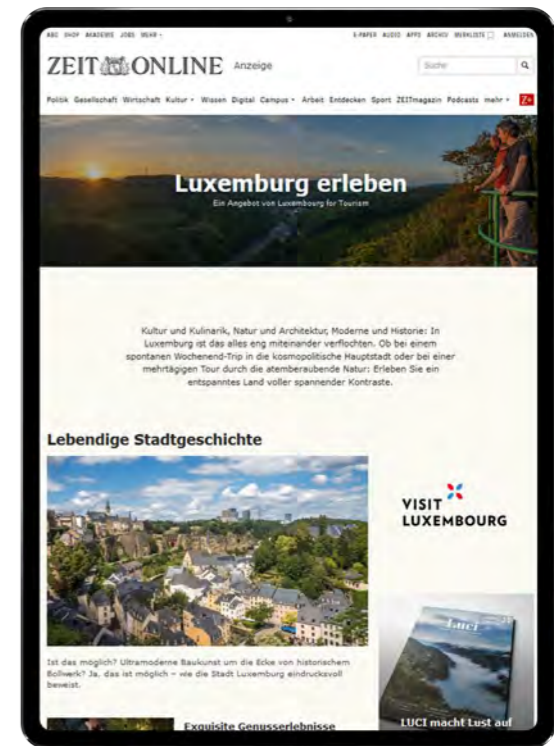 ABO SHOP AKADEMIE JOBS MEHR
E-PAPER AUDIO APPS ARCHIV MERKLISTE ANMELDEN
ZEIT ONLINE Anzeige
Suche
Politik Gesellschaft Wirtschaft Kultur Wissen Digital Campus Arbeit Entdecken Sport ZEITmagazin Podcasts mehr Z+
Luxemburg erleben
Ein Angebot von Luxembourg for Tourism
Kultur und Kulinarik, Natur und Architektur, Moderne und Historie: In
Luxemburg ist das alles eng miteinander verflochten. Ob bei einem
spontanen Wochenend-Trip in die kosmopolitische Hauptstadt oder bei einer
mehrtägigen Tour durch die atemberaubende Natur: Erleben Sie ein
entspanntes Land voller spannender Kontraste.
Lebendige Stadtgeschichte
VISIT
LUXEMBOURG
Ist das möglich? Ultramoderne Baukunst um die Ecke von historischem
Bollwerk? Ja, das ist möglich – wie die Stadt Luxemburg eindrucksvoll
beweist.
Luci
Exquisite Genusserlebnisse
LUCI macht Lust auf